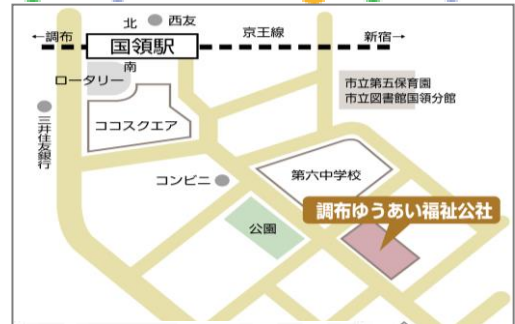 北
西友
←調布
国領駅
京王線
新宿→
南
ロータリー
市立第五保育園
市立図書館国領分館
三井住友銀行
ココスクエア
コンビニ
第六中学校
調布ゆうあい福祉公社
公園